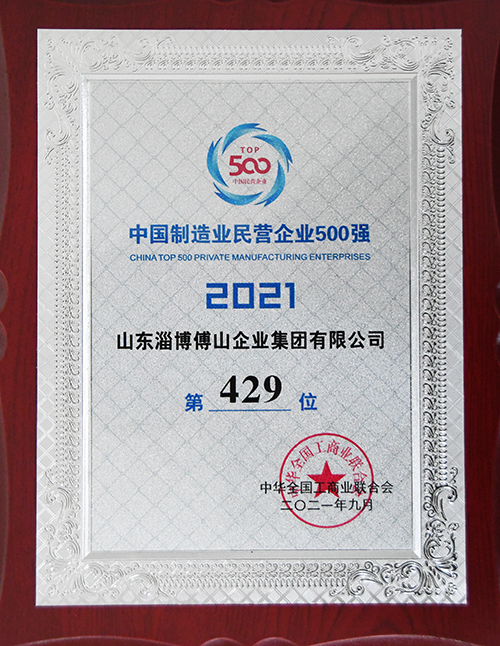 TOP
500
中国民营企业
中国制造业民营企业500强
CHINA TOP 500 PRIVATE MANUFACTURING ENTERPRISES
2021
山东淄博傅山企业集团有限公司
第 429 位
中华全国工商业联合会
中华全国工商业联合会
二〇二一年九月